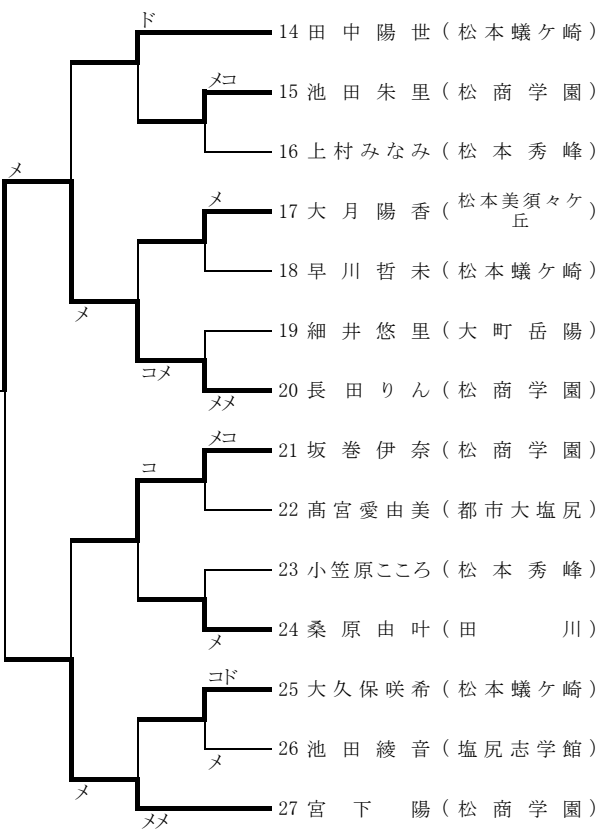 ド
14 田中陽世 (松本蟻ケ崎)
メコ
15 池田朱里 (松商学園)
16 上村みなみ (松本秀峰)
メ
メ
17 大月陽香 (松本美須々ケ丘)
18 早川哲未 (松本蟻ケ崎)
メ
19 細井悠里 (大町岳陽)
コメ
20 長田りん (松商学園)
メメ
メコ
21 坂巻伊奈 (松商学園)
コ
22 髙宮愛由美 (都市大塩尻)
23 小笠原こころ (松本秀峰)
24 桑原由叶 (田川)
メ
コド
25 大久保咲希 (松本蟻ケ崎)
26 池田綾音 (塩尻志学館)
メ
メ
27 宮下陽 (松商学園)
メメ